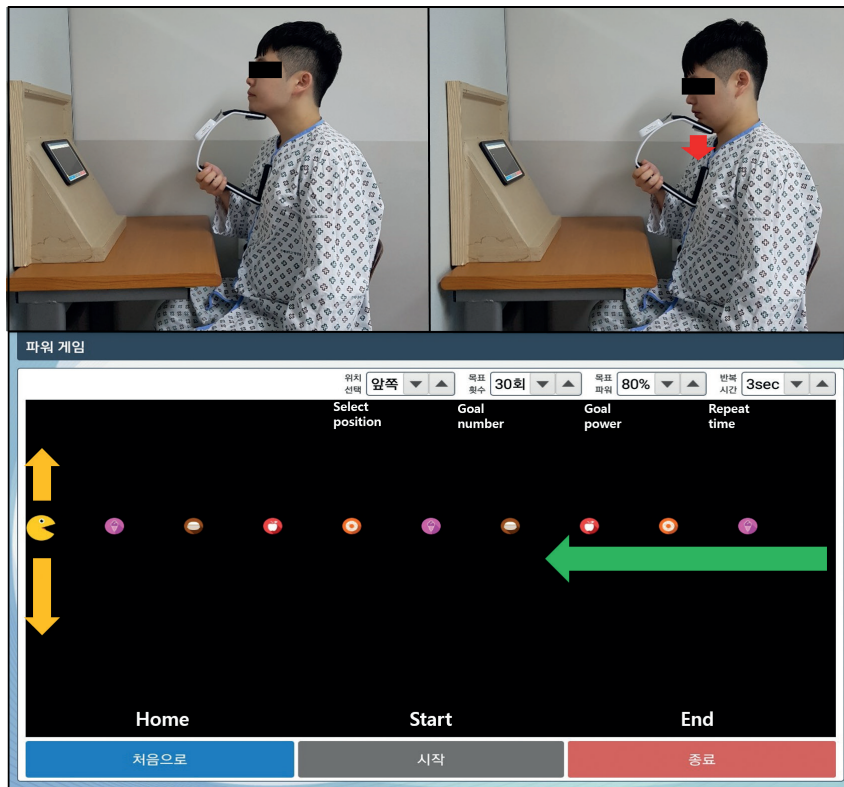 파워 게임
위치 선택 앞쪽 목표 횟수 30회 목표 파워 80% 반복 시간 3sec
Select position Goal number Goal power Repeat time
Home Start End
처음으로 시작 종료